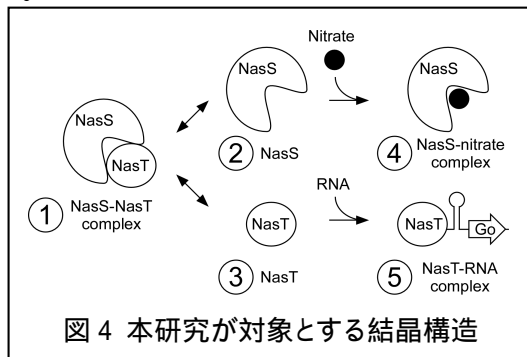 Nitrate
NasS
NasS
NasS
NasT
② NasS
④ NasS-nitrate
complex
① NasS-NasT
complex
RNA
NasT
NasT
Go
③ NasT
⑤ NasT-RNA
complex
図 4 本研究が対象とする結晶構造